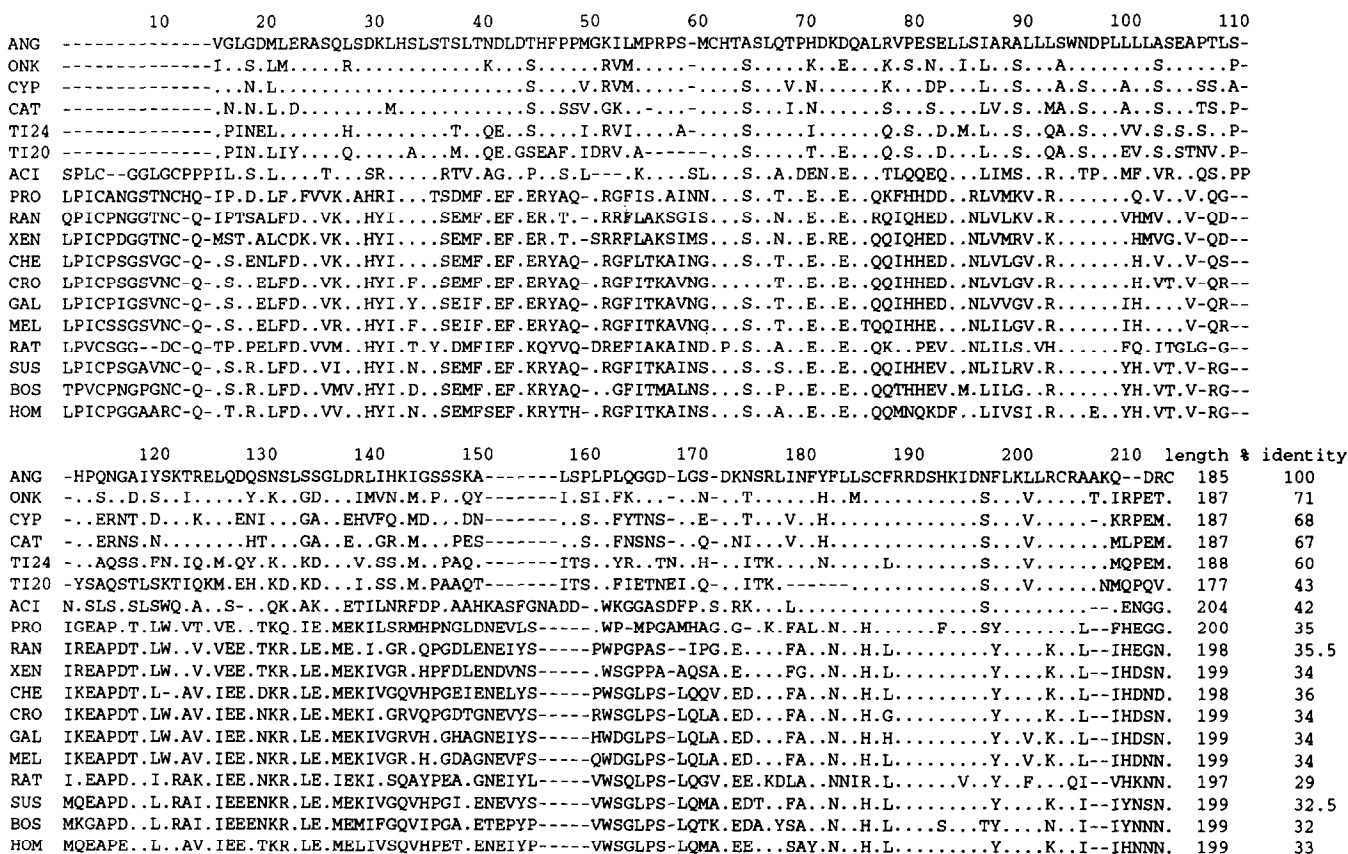 10 20 30 40 50 60 70 80 90 100 110
ANG --------------VGLGDMLERASQLSDKLHSLSTSLTNDLDTHFPPMGKILMPRPS-MCHTASLQTPHDKDQALRVPESELLSIARALLLSWNDPLLLLASEAPTLS-
ONK --------------I..S.LM.....R............K...S......RVM.....-....S.....K..E...K.S.N..I.L..S...A..........S....P-
CYP --------------..N.L....................S....V.RVM.....-....S...V.N......K...DP...L..S...A.S...A..S...SS.A-
CAT --------------.N.N.L.D........M............S..SSV.GK...-..-....S...I.N......S...S...LV.S..MA.S...A..S...TS.P-
TI24 --------------.PINEL......H.........T..QE..S....I.RVI...A-....S.....I......Q.S..D.M.L..S..QA.S...VV.S.S.S.P-
TI20 --------------.PIN.LIY....Q.....A...M..QE.GSEAF.IDRV.A------..S...T.N......Q.S..D...L..S..QA.S...EV.S.STNV.P-
ACI SPLC--GGLGCPPPILS.L....T...SR.....RTV.AG..P..S.L---.K.....SL...S..A.DEN.E....TLQQEQ...LIMS..R..TP..MF.VR..QS.PP
PRO LPICANGSTNCHQ-IP.D.LF.FVVK.AHRI...TSDMF.EF.ERYAQ-.RGFIS.AINN...S..T..E..E..QKFHHDD..RLVMKV.R.......Q.V..V.QG--
RAN QPICPNGGTNCQ-IPTSALFD..VK..HYI....SEMF.EF.ER.T.-.RRFLAKSGIS...S..N..E..E..RQIQHED..NLVLKV.R.......VHMV..V-QD--
XEN LPICPDGGTNC-Q-MST.ALCDK.VK..HYI....SEMF.EF.ER.T.-SRRFLAKSIMS...S..N..E.RE..QQIQHED..NLVMRV.K.......HMVG.V-QD--
CHE LPICPSGSVGC-Q-.S.ENLFD..VK..HYI....SEMF.EF.ERYAQ-.RGFLTKAING...S..T..E..E..QQIHHED..NLVLGV.R.......H.V..V-QS--
CRO LPICPSGSVNC-Q-.S..ELFD..VK..HYI.F..SEMF.EF.ERYAQ-.RGFITKAVNG...S..T..E..E..QQIHHED..NLVLGV.R.......H.VT.V-QR--
GAL LPICPIGSVNC-Q-.S..ELFD..VK..HYI.Y..SEIF.EF.ERYAQ-.RGFITKAVNG...S..T..E..E..QQIHHED..NLVVGV.R.......IH....V-QR--
MEL LPICSSGSVNC-Q-.S..ELFD..VR..HYI.F..SEIF.EF.ERYAQ-.RGFITKAVNG...S..T..E..E.TQQIHHE...NLILGV.R.......IH....V-QR--
RAT LPVCSGG--DC-Q-TP.PELFD.VVM..HYI.T.Y.DMFIEF.KQYVQ-DREFIAKAIND.P.S..A..E..E..QK..PEV..NLILS.VH.......FQ.ITGLG-G--
SUS LPICPSGAVNC-Q-.S.R.LFD..VI..HYI.N..SEMF.EF.KRYAQ-.RGFITKAINS...S..T..E..E..QQIHHEV..NLILRV.R.......YH.VT.V-RG--
BOS TPVCPNGPGNC-Q-.S.R.LFD..VMV.HYI.D..SEMF.EF.KRYAQ-..GFITMALNS...S..P..E..E..QQTHHEV.M.LILG..R.......YH.VT.V-RG--
HOM LPICPGGAARC-Q-.T.R.LFD..VV..HYI.N..SEMFSEF.KRYTH-.RGFITKAINS...S..A..E..E..QQMNQKDF..LIVSI.R....E..YH.VT.V-RG--
120 130 140 150 160 170 180 190 200 210 213 length % identity
ANG -HPQNGAIYSKTRELQDQSNSLSSGLDRLIHKIGSSSKA-------LSPLPLQGGD-LGS-DKNSRLINFYFLLSCFRRDSHKIDNFLKLLRCRAAKQ--DRC 185 100
ONK -...S..D.S...I.....Y.K..GD...IMVN.M.P..QY-------I.SI.FK....-..N-..T......H..M...........S...V......T.IRPET. 187 71
CYP -...ERNT.D...K...ENI...GA..EHVFQ.MD..DN-------..S..FYTNS-..E-..T..V..H..............S...V.......-KRPEM. 187 68
CAT -...ERNS.N......HT...GA..E..GR.M..PES-------..S..FNSNS-..Q-.NI..V..H..............S...V.......-MLPEM. 187 67
TI24 -...AQSS.FN.IQ.M.QY.K..GD...V.SS.M.PAQ.------ITS..YR..TN-..H-..ITK...................S...V.......-MQPEM. 188 60
TI20 -YSAQSTLSKTIQKM.EH.KD.KD...I.SS.M.PAAQT------ITS..FIETNEI.Q-..ITK.------............S...V.....NMQPQV. 177 43
ACI N.SLS.SLSWQ.A..S-..QK.AK..ETILNRFDP.AAHKASFGNADD-.WKGGASDFP.S.RK...L................S..........--.ENGG. 204 42
PRO IGEAP.T.LW.VT.VE..TKQ.IE.MEKILSRMHPNGLDNEVLS-----.WP-MPGAMHAG.G-.K.FAL.N..H......F...SY......L.-FHEGG. 200 35
RAN IREAPDT.LW..V.VEE.TKR.LE.ME.I.GR.QPGDLENEIYS-----PWPGPAS--IPG.E....FA..N..H...........Y....K..L--IHEGN. 198 35.5
XEN IREAPDT.LW..V.VEE.TKR.LE.MEKIVGR.HPFDLENDVNS-----.WSGPPA-AQSA.E....FG..N..H...........Y....K..L--IHDSN. 199 34
CHE IKEAPDT.L-.AV.IEE.DKR.LE.MEKIVGQVHPGEIENELYS-----PWSGLPS-LQQV.ED...FA..N..H...........Y....K..L--IHDND. 198 36
CRO IKEAPDT.LW.AV.IEE.NKR.LE.MEKI.GRVQPGDTGNEVYS-----RWSGLPS-LQLA.ED...FA..N..H.G.........Y....K..L--IHDSN. 199 34
GAL IKEAPDT.LW.AV.IEE.NKR.LE.MEKIVGRVH.GHAGNEIYS-----HWDGLPS-LQLA.ED...FA..N..H.H.........Y....K..L--IHDSN. 199 34
MEL IKEAPDT.LW.AV.IEE.NKR.LE.MEKIVGR.H.GDAGNEVFS-----QWDGLPS-LQLA.ED...FA..N..H.H.........Y.V..K..L--IHDNN. 199 34
RAT I.EAPD..I.RAK.IEE.NKR.LE.IEKI.SQAYPEA.GNEIYL-----VWSQLPS-LQGV.EE.KDLA..NNIR.L......V..Y..F...QI--VHKNN. 197 29
SUS MQEAPD..L.RAI.IEEENKR.LE.MEKIVGQVHPGI.ENEVYS-----VWSGLPS-LQMA.EDT..FA..N..H.L.........Y....K..I--IYNSN. 199 32.5
BOS MKGAPD..L.RAI.IEEENKR.LE.MEMIFGQVIPGA.ETEPYP-----VWSGLPS-LQTK.EDA.YSA..N..H.L...S...TY....N..I--IYNNN. 199 32
HOM MQEAPE..L..AV.IEE.TKR.LE.MELIVSQVHPET.ENEIYP-----VWSGLPS-LQMA.EE...SAY.N..H.L.........Y....K..I--IHNNN. 199 33